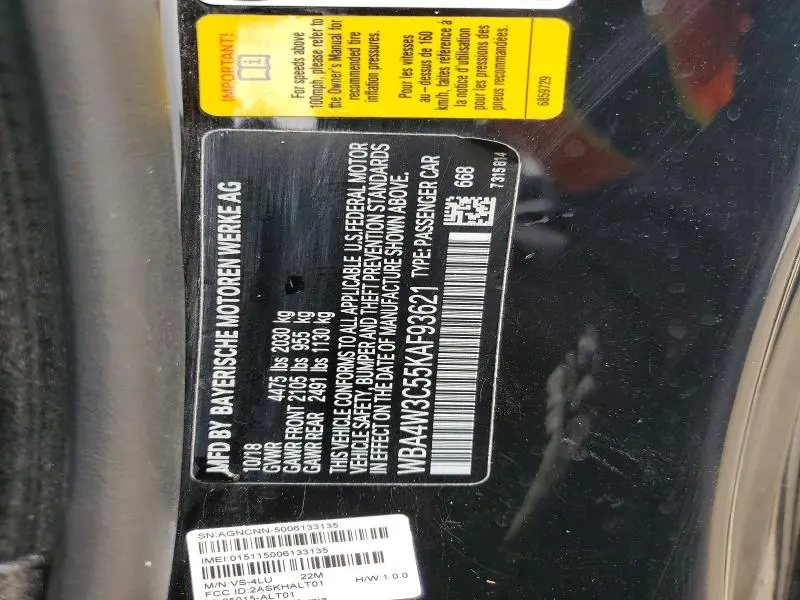 IMPORTANT!
For speeds above
100mph, please refer to
the Owner's Manual for
recommended tire
inflation pressures.
Pour les vitesses
au-dessus de 160
km/h, taites référence à
la notice d'utilisation
pour les pressions des
pneus recommandées.
6859729
MFD BY BAYERISCHE MOTOREN WERKE AG
10/18
GVWR 4475 lbs 2030 kg
GAWR FRONT 2105 lbs 955 kg
GAWR REAR 2491 lbs 1130 kg
THIS VEHICLE CONFORMS TO ALL APPLICABLE U.S.FEDERAL MOTOR
VEHICLE SAFETY, BUMPER AND THEFT PREVENTION STANDARDS
IN EFFECT ON THE DATE OF MANUFACTURE SHOWN ABOVE.
WBA4W3C55KAF93621 TYPE: PASSENGER CAR
668
7315814
SN:AGNCNN-5006133135
IMEI:015115006133135
M/N:VS-4LU 22M
FCC ID:2ASKHALT01 H/W:1.0.0